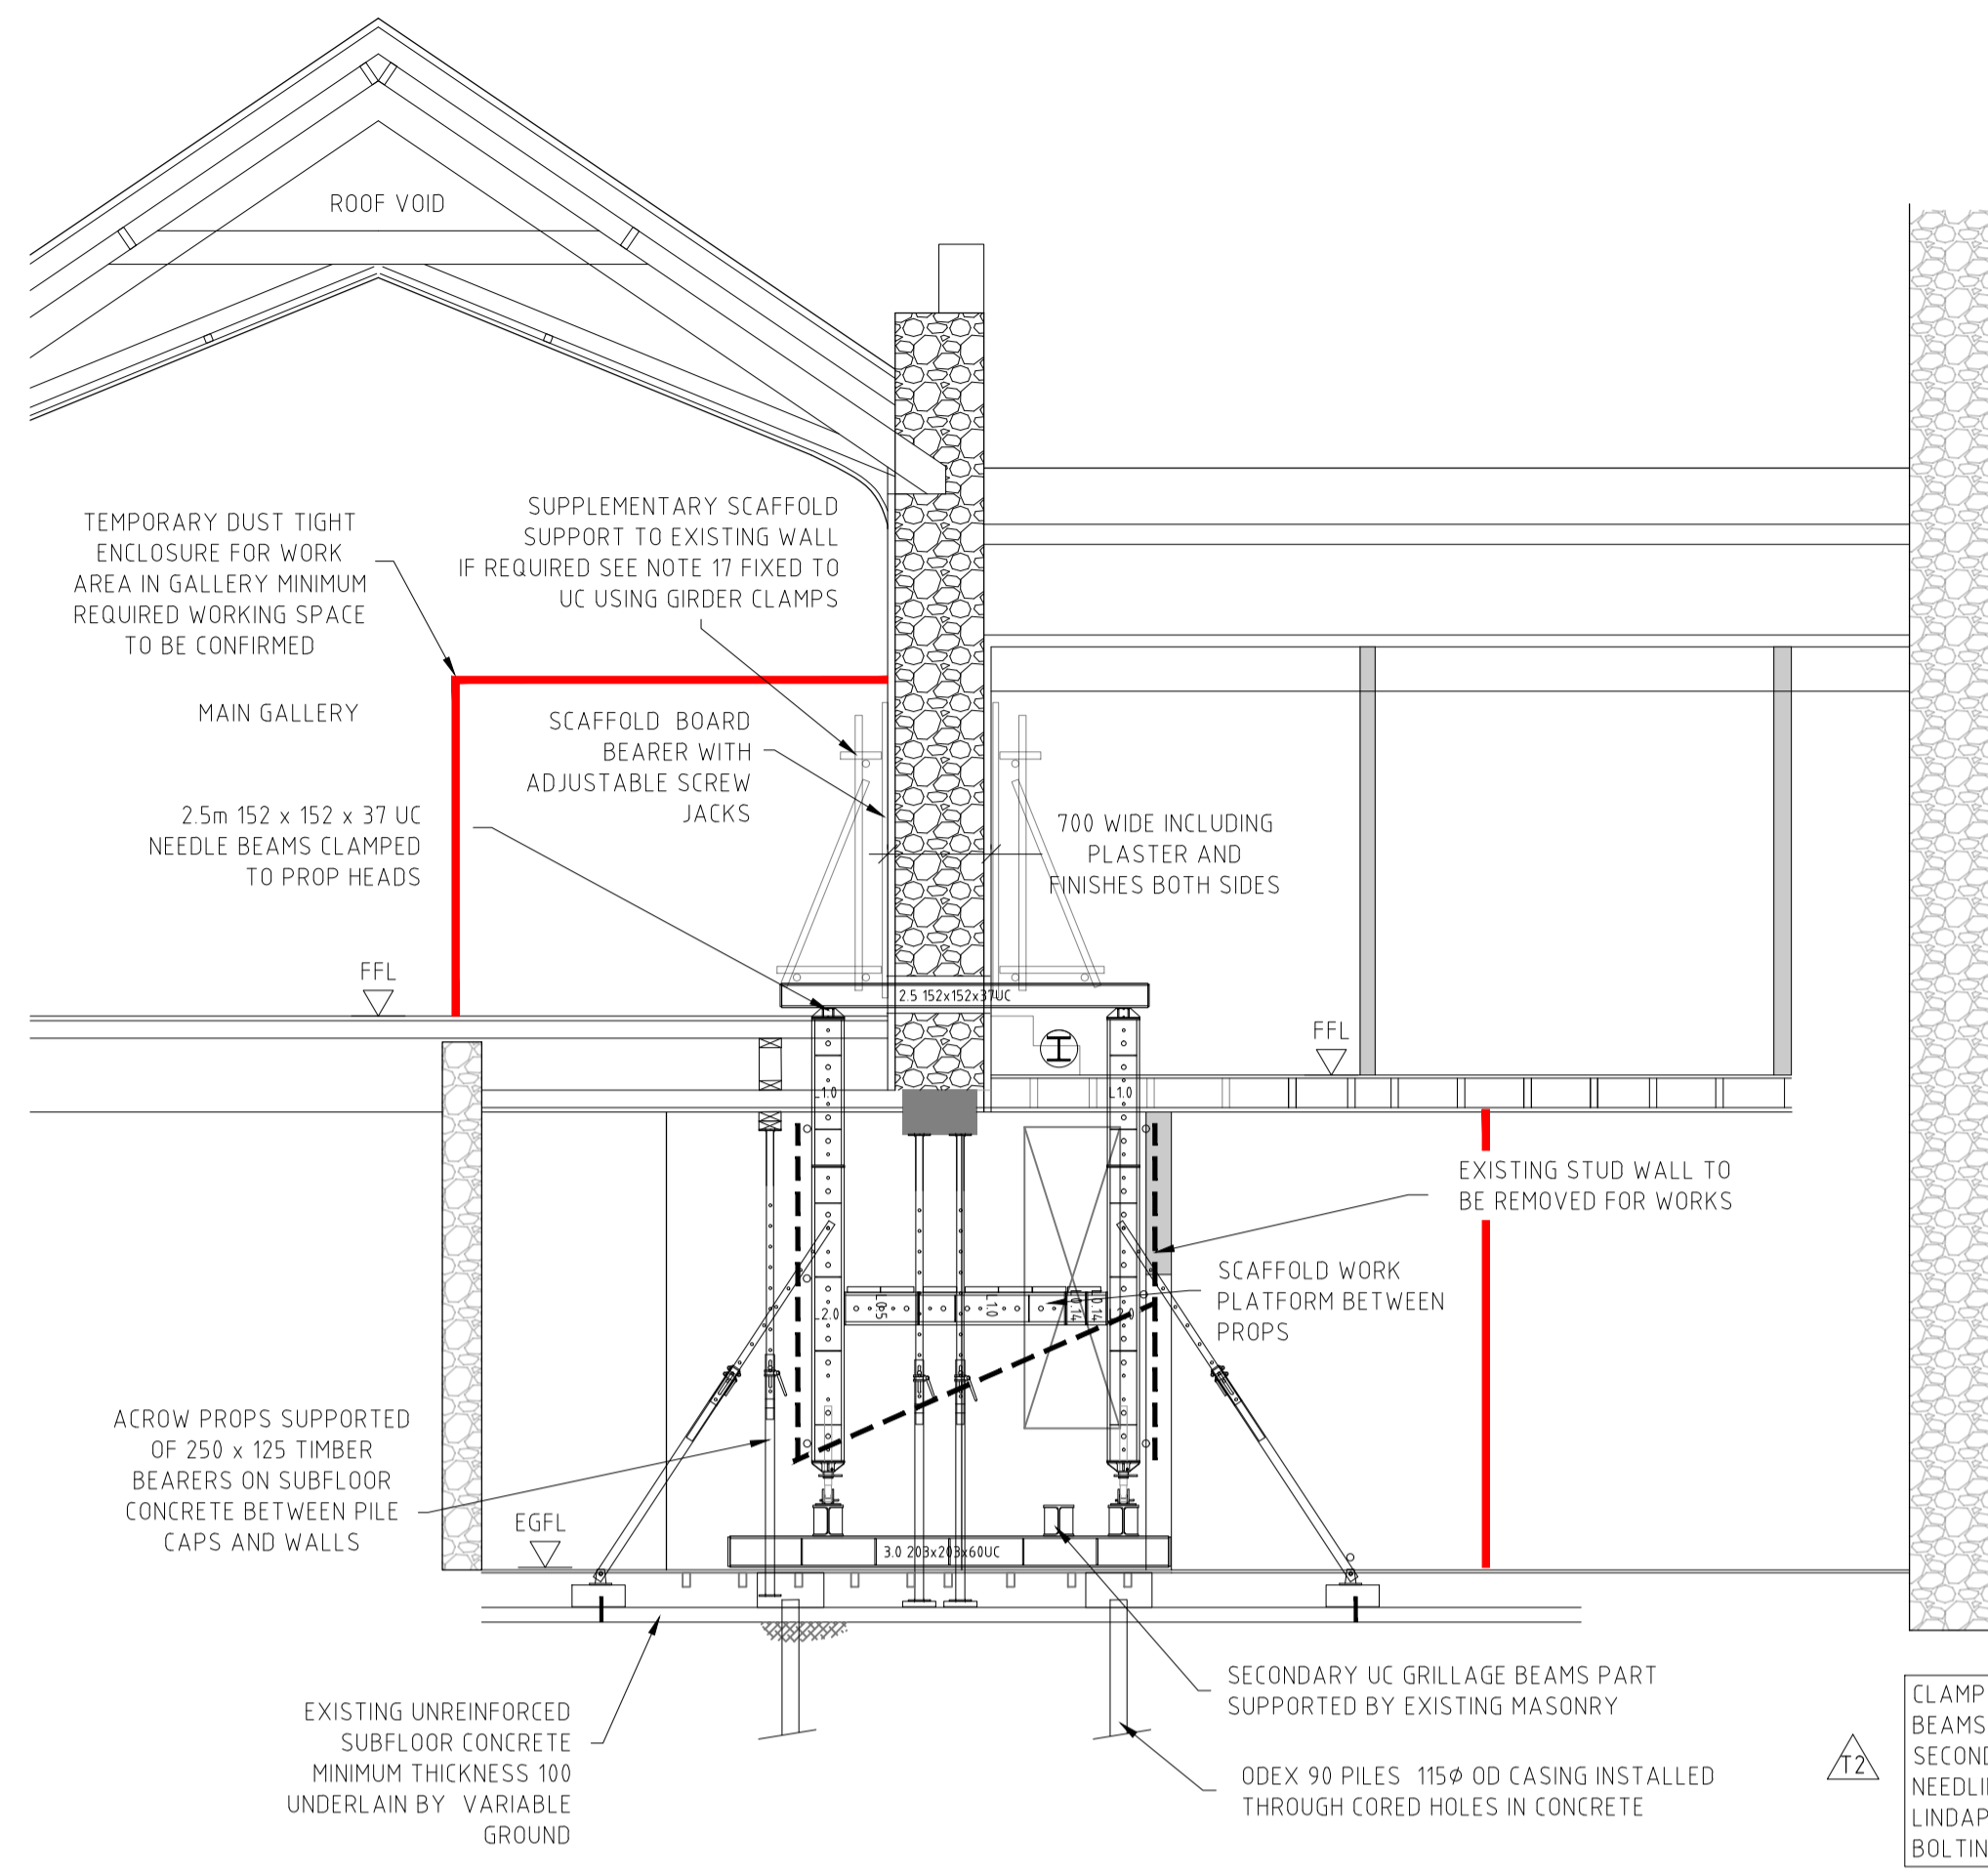 ROOF VOID
TEMPORARY DUST TIGHT
ENCLOSURE FOR WORK
AREA IN GALLERY MINIMUM
REQUIRED WORKING SPACE
TO BE CONFIRMED
SUPPLEMENTARY SCAFFOLD
SUPPORT TO EXISTING WALL
IF REQUIRED SEE NOTE 17 FIXED TO
UC USING GIRDER CLAMPS
MAIN GALLERY
SCAFFOLD BOARD
BEARER WITH
ADJUSTABLE SCREW
JACKS
2.5m 152 x 152 x 37 UC
NEEDLE BEAMS CLAMPED
TO PROP HEADS
700 WIDE INCLUDING
PLASTER AND
FINISHES BOTH SIDES
FFL
2.5 152x152x37UC
FFL
L1.0
L1.0
EXISTING STUD WALL TO
BE REMOVED FOR WORKS
SCAFFOLD WORK
PLATFORM BETWEEN
PROPS
L2.0
L0.5
L1.0
L0.14
L0.14
L2.0
ACROW PROPS SUPPORTED
OF 250 x 125 TIMBER
BEARERS ON SUBFLOOR
CONCRETE BETWEEN PILE
CAPS AND WALLS
EGFL
3.0 203x203x60UC
EXISTING UNREINFORCED
SUBFLOOR CONCRETE
MINIMUM THICKNESS 100
UNDERLAIN BY VARIABLE
GROUND
SECONDARY UC GRILLAGE BEAMS PART
SUPPORTED BY EXISTING MASONRY
ODEX 90 PILES 115Ø OD CASING INSTALLED
THROUGH CORED HOLES IN CONCRETE
T2
CLAMP
BEAMS
SECOND
NEEDLI
LINDAP
BOLTIN